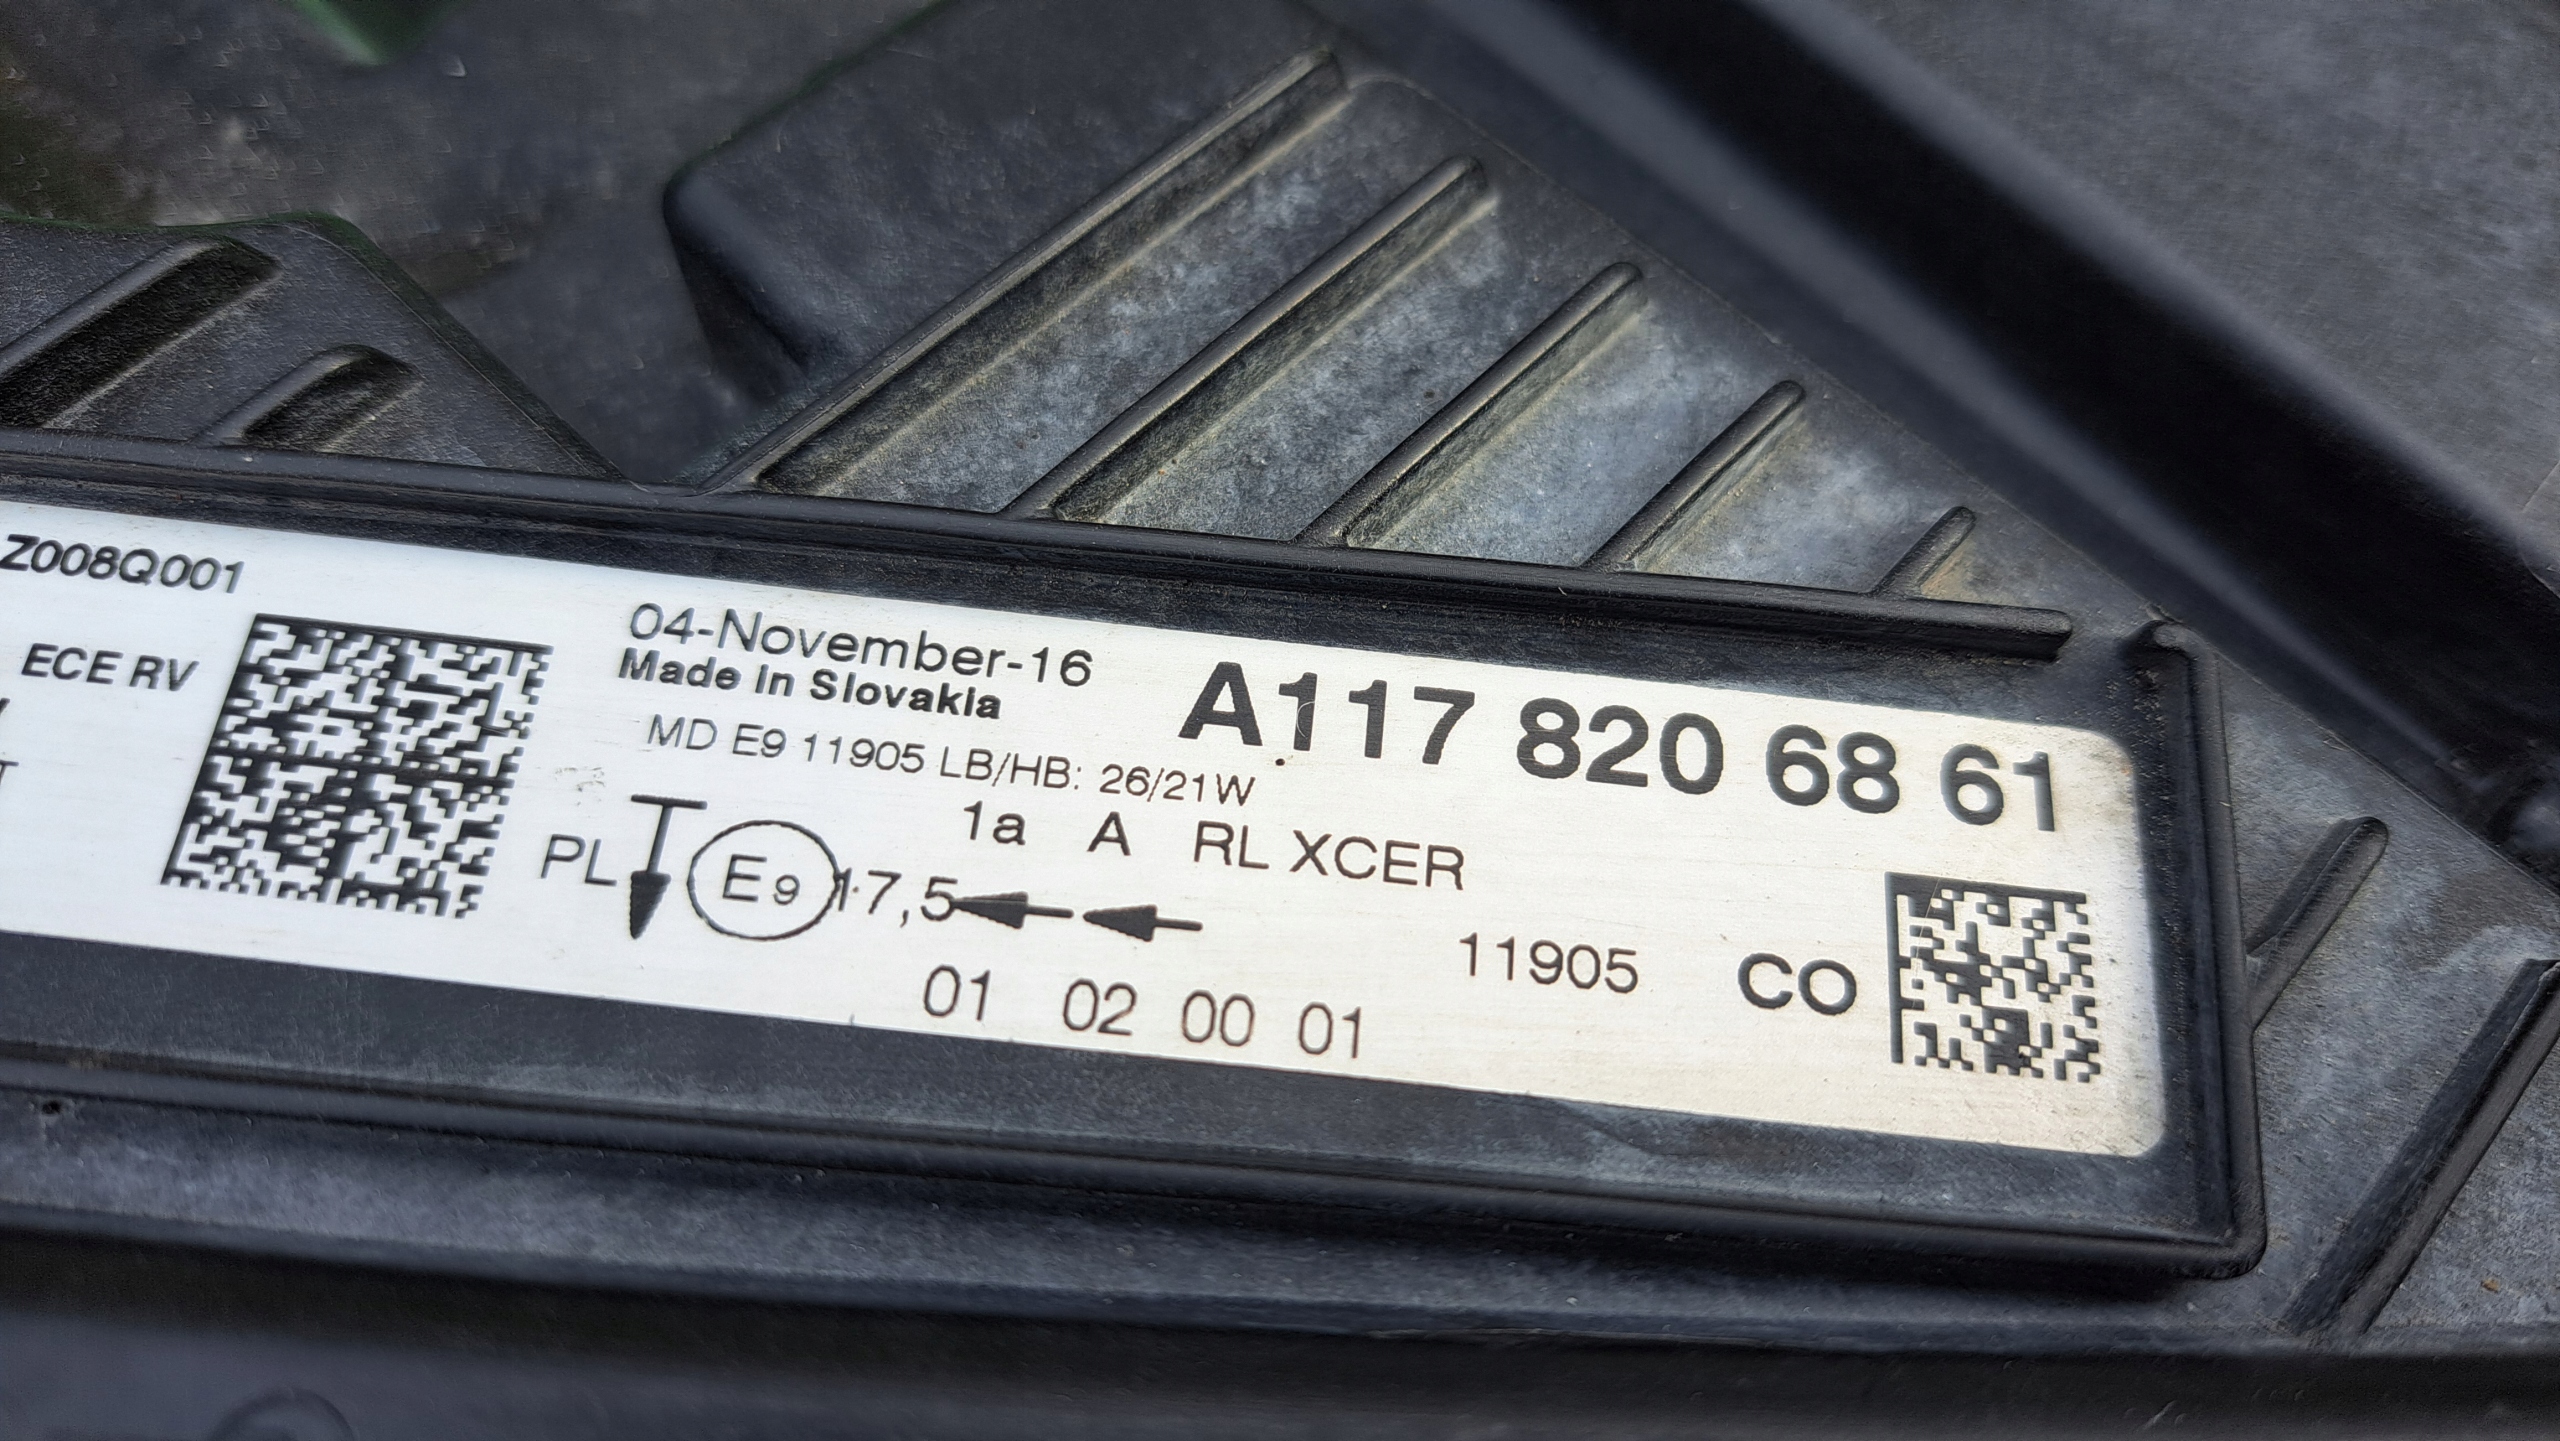 Z008Q001
ECE RV
04-November-16
Made in Slovakia
A117 820 68 61
MD E9 11905 LB/HB: 26/21W
1a A RL XCER
PL E9 17,5
11905 CO
01 02 00 01